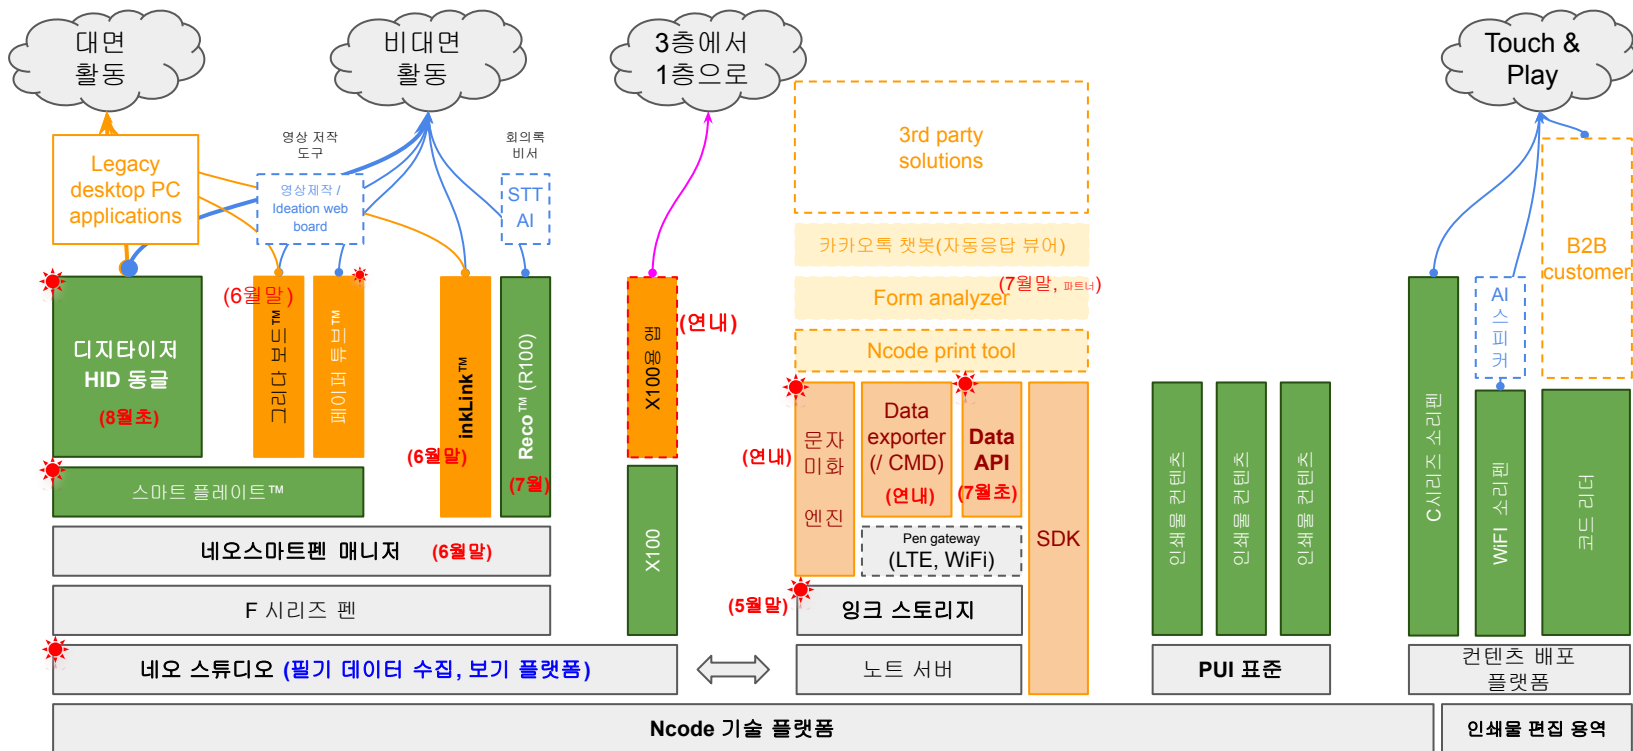 대면
활동
비대면
활동
3층에서
1층으로
Touch &
Play
Legacy
desktop PC
applications
영상 저작
도구
영상제작 /
Ideation web
board
회의록
비서
STT
AI
3rd party
solutions
카카오톡 챗봇(자동응답 뷰어)
Form analyzer
(7월말, 파트너)
Ncode print tool
B2B
customer
AI
스피커
디지타이저
HID 동글
(8월초)
(6월말)
그리다 보드™
페이퍼 튜브™
inkLink™
(6월말)
Reco™ (R100)
(7월)
X100용 앱
(연내)
X100
스마트 플레이트™
네오스마트펜 매니저 (6월말)
F 시리즈 펜
네오 스튜디오 (필기 데이터 수집, 보기 플랫폼)
(연내)
문자
미화
엔진
Data
exporter
(/ CMD)
(연내)
Data
API
(7월초)
Pen gateway
(LTE, WiFi)
SDK
(5월말)
잉크 스토리지
노트 서버
인쇄물 컨텐츠
인쇄물 컨텐츠
인쇄물 컨텐츠
PUI 표준
C시리즈 소리펜
WiFI 소리펜
코드 리더
컨텐츠 배포
플랫폼
Ncode 기술 플랫폼
인쇄물 편집 용역